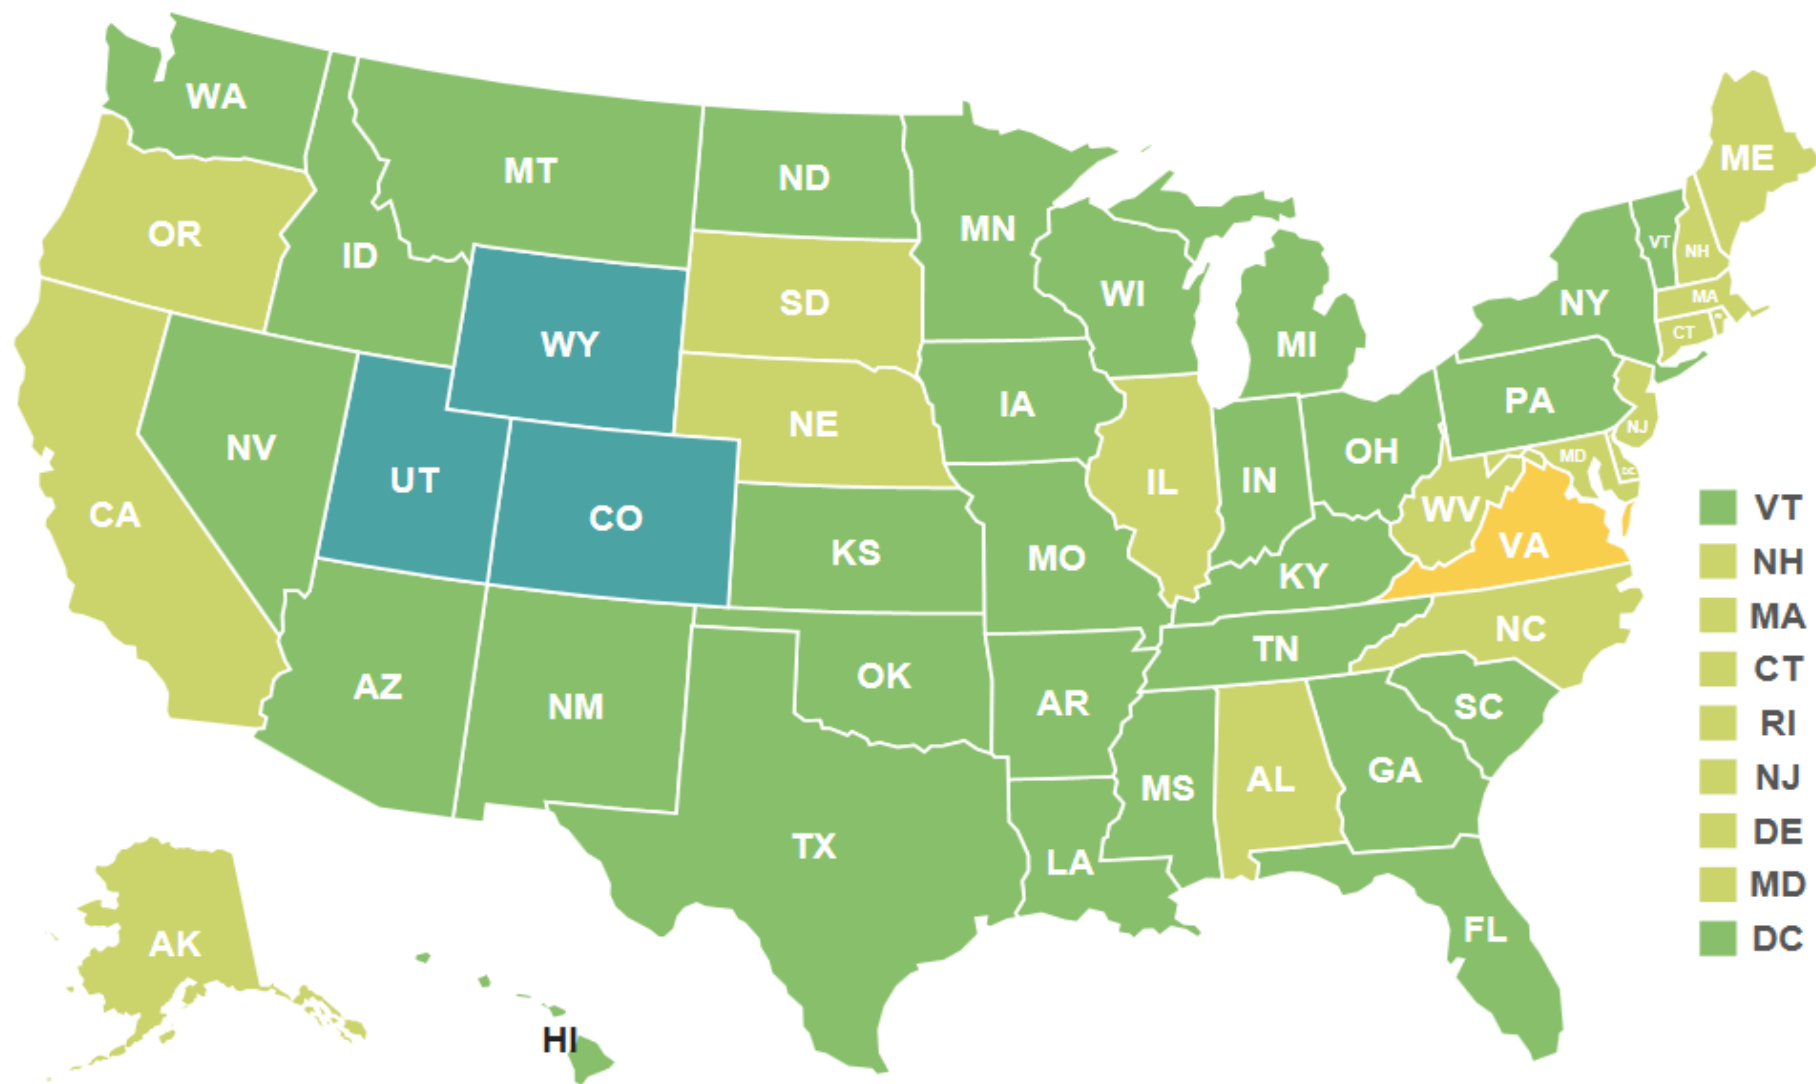 WA
MT
ND
MN
ME
OR
ID
SD
WI
VT
NH
WY
MI
NY
MA
CT
NV
NE
IA
PA
NJ
UT
CO
IL
IN
OH
MD
DC
CA
KS
MO
KY
WV
VA
AZ
NM
OK
AR
TN
NC
SC
TX
LA
MS
AL
GA
FL
AK
HI
VT
NH
MA
CT
RI
NJ
DE
MD
DC